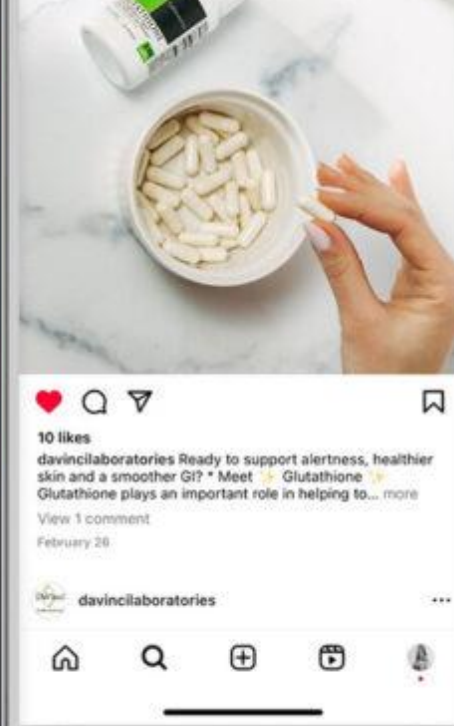 GLUTATHIONE
10 likes
davincilaboratories Ready to support alertness, healthier
skin and a smoother GI? * Meet ✨ Glutathione ✨
Glutathione plays an important role in helping to... more
View 1 comment
February 26
davincilaboratories